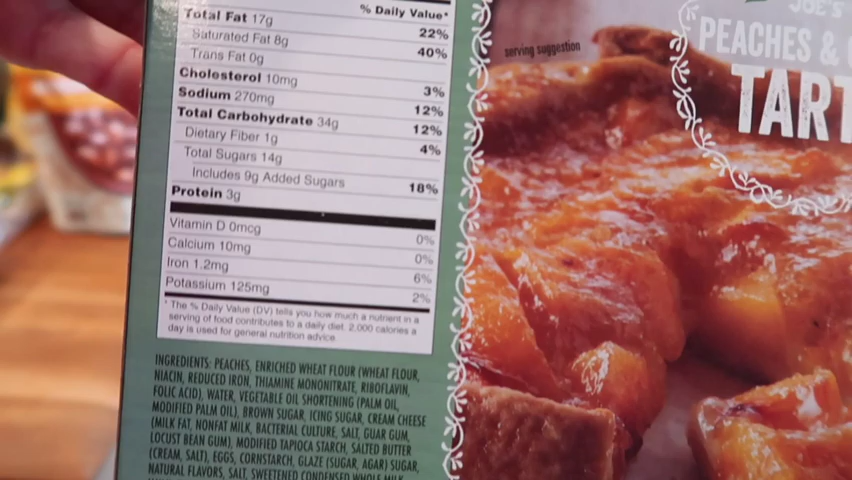 % Daily Value*
Total Fat 17g 22%
Saturated Fat 8g 40%
Trans Fat 0g
Cholesterol 10mg 3%
Sodium 270mg 12%
Total Carbohydrate 34g 12%
Dietary Fiber 1g 4%
Total Sugars 14g
Includes 9g Added Sugars 18%
Protein 3g
Vitamin D 0mcg 0%
Calcium 10mg 0%
Iron 1.2mg 6%
Potassium 125mg 2%
* The % Daily Value (DV) tells you how much a nutrient in a
serving of food contributes to a daily diet. 2,000 calories a
day is used for general nutrition advice.
INGREDIENTS: PEACHES, ENRICHED WHEAT FLOUR (WHEAT FLOUR,
NIACIN, REDUCED IRON, THIAMINE MONONITRATE, RIBOFLAVIN,
FOLIC ACID), WATER, VEGETABLE OIL SHORTENING (PALM OIL,
MODIFIED PALM OIL), BROWN SUGAR, ICING SUGAR, CREAM CHEESE
(MILK FAT, NONFAT MILK, BACTERIAL CULTURE, SALT, GUAR GUM,
LOCUST BEAN GUM), MODIFIED TAPIOCA STARCH, SALTED BUTTER
(CREAM, SALT), EGGS, CORNSTARCH, GLAZE (SUGAR, AGAR) SUGAR,
NATURAL FLAVORS, SALT, SWEETENED CONDENSED WHOLE MILK
serving suggestion
JOE'S
PEACHES &
TART